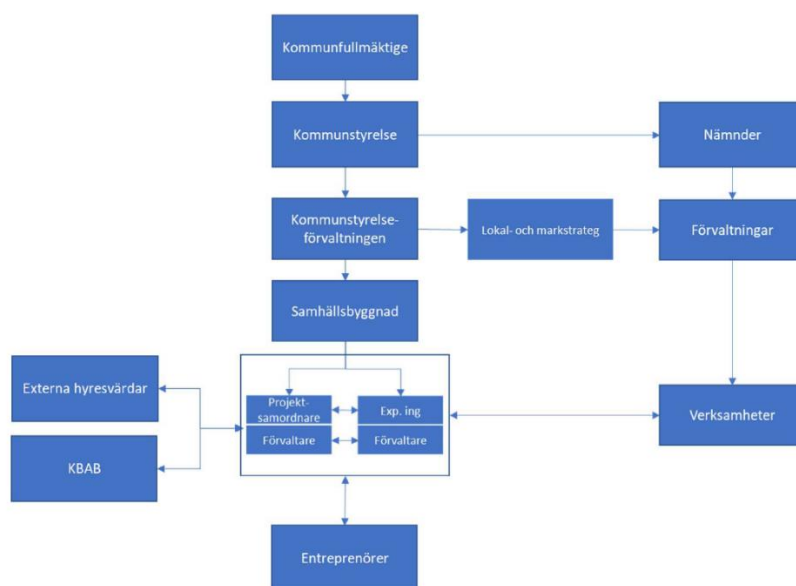 Kommunfullmäktige
Kommunstyrelse
Nämnder
Kommunstyrelse-
förvaltningen
Lokal- och markstrateg
Förvaltningar
Samhällsbyggnad
Externa hyresvärdar
Projekt-
samordnare
Exp. ing
Verksamheter
Förvaltare
Förvaltare
KBAB
Entreprenörer